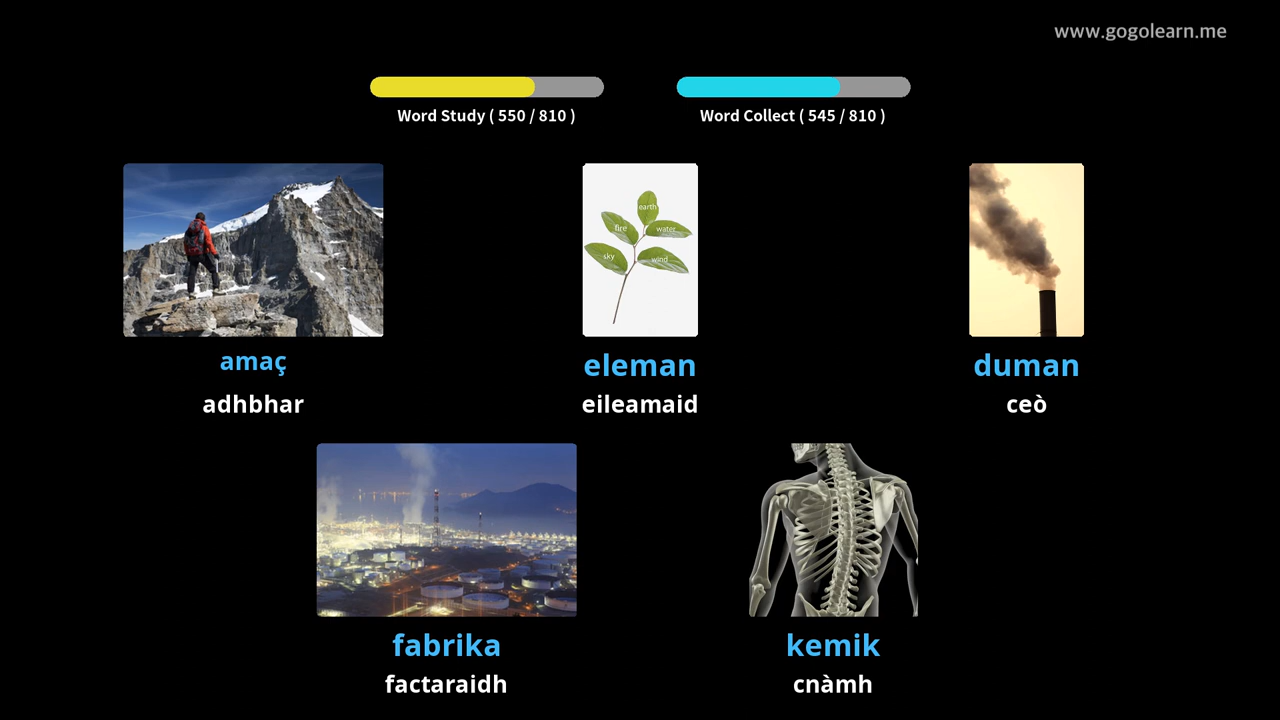 www.gogolearn.me
Word Study ( 550 / 810 )
Word Collect ( 545 / 810 )
earth
fire
water
sky
wind
amaç
eleman
duman
adhbhar
eileamaid
ceò
fabrika
kemik
factaraidh
cnàmh